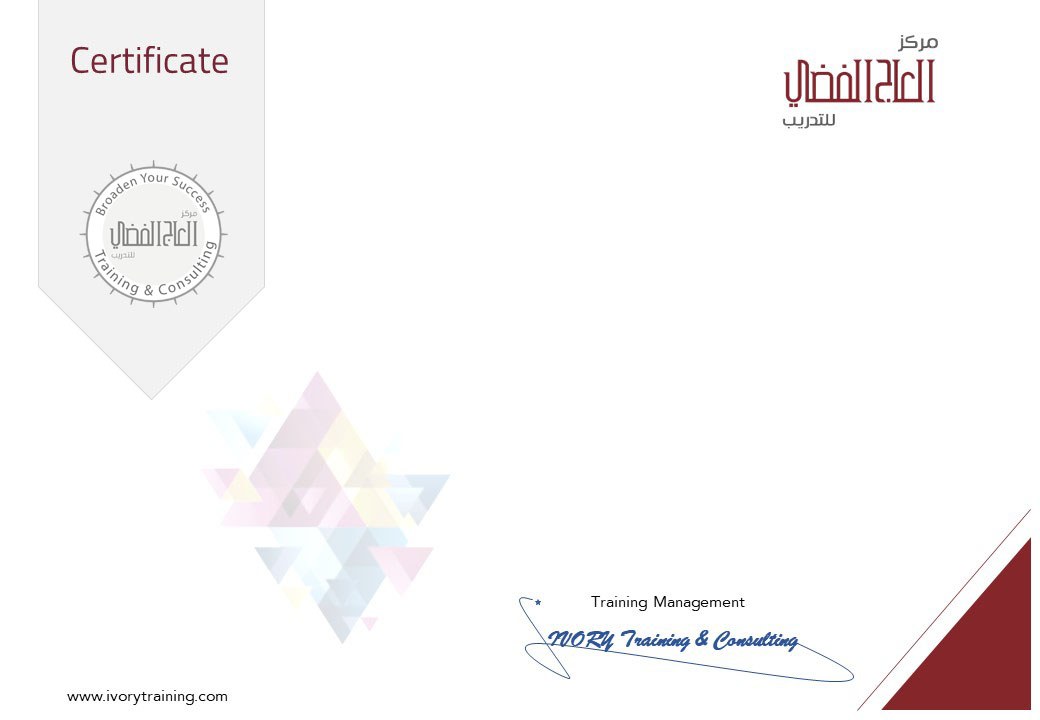 Certificate
مركز
العاج الفضي
للتدريب
Broaden Your Success
مركز
العاج الفضي
للتدريب
Training & Consulting
Training Management
IVORY Training & Consulting
www.ivorytraining.com